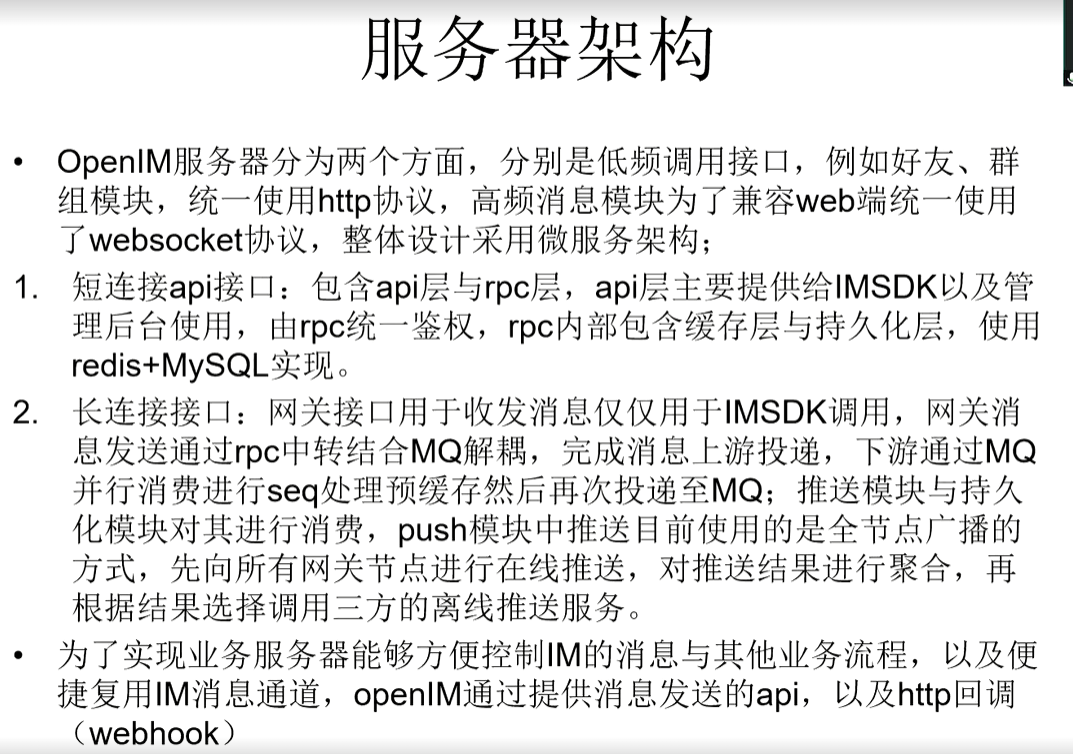 服务器架构
• OpenIM服务器分为两个方面，分别是低频调用接口，例如好友、群
组模块，统一使用http协议，高频消息模块为了兼容web端统一使用
了websocket协议，整体设计采用微服务架构；
1. 短连接api接口：包含api层与rpc层，api层主要提供给IMSDK以及管
理后台使用，由rpc统一鉴权，rpc内部包含缓存层与持久化层，使用
redis+MySQL实现。
2. 长连接接口：网关接口用于收发消息仅仅用于IMSDK调用，网关消
息发送通过rpc中转结合MQ解耦，完成消息上游投递，下游通过MQ
并行消费进行seq处理预缓存然后再次投递至MQ；推送模块与持久
化模块对其进行消费，push模块中推送目前使用的是全节点广播的
方式，先向所有网关节点进行在线推送，对推送结果进行聚合，再
根据结果选择调用三方的离线推送服务。
• 为了实现业务服务器能够方便控制IM的消息与其他业务流程，以及便
捷复用IM消息通道，openIM通过提供消息发送的api，以及http回调
（webhook）